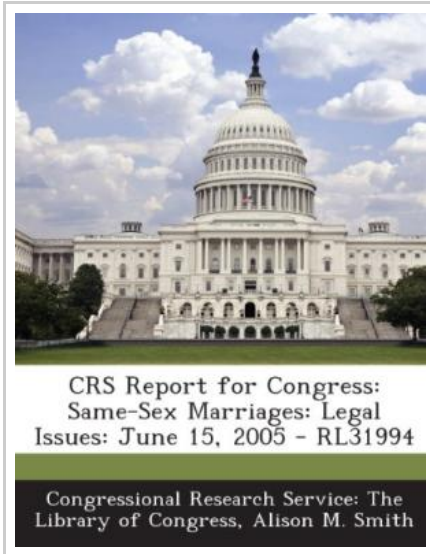 CRS Report for Congress:
Same-Sex Marriages: Legal
Issues: June 15, 2005 - RL31994
Congressional Research Service: The
Library of Congress, Alison M. Smith